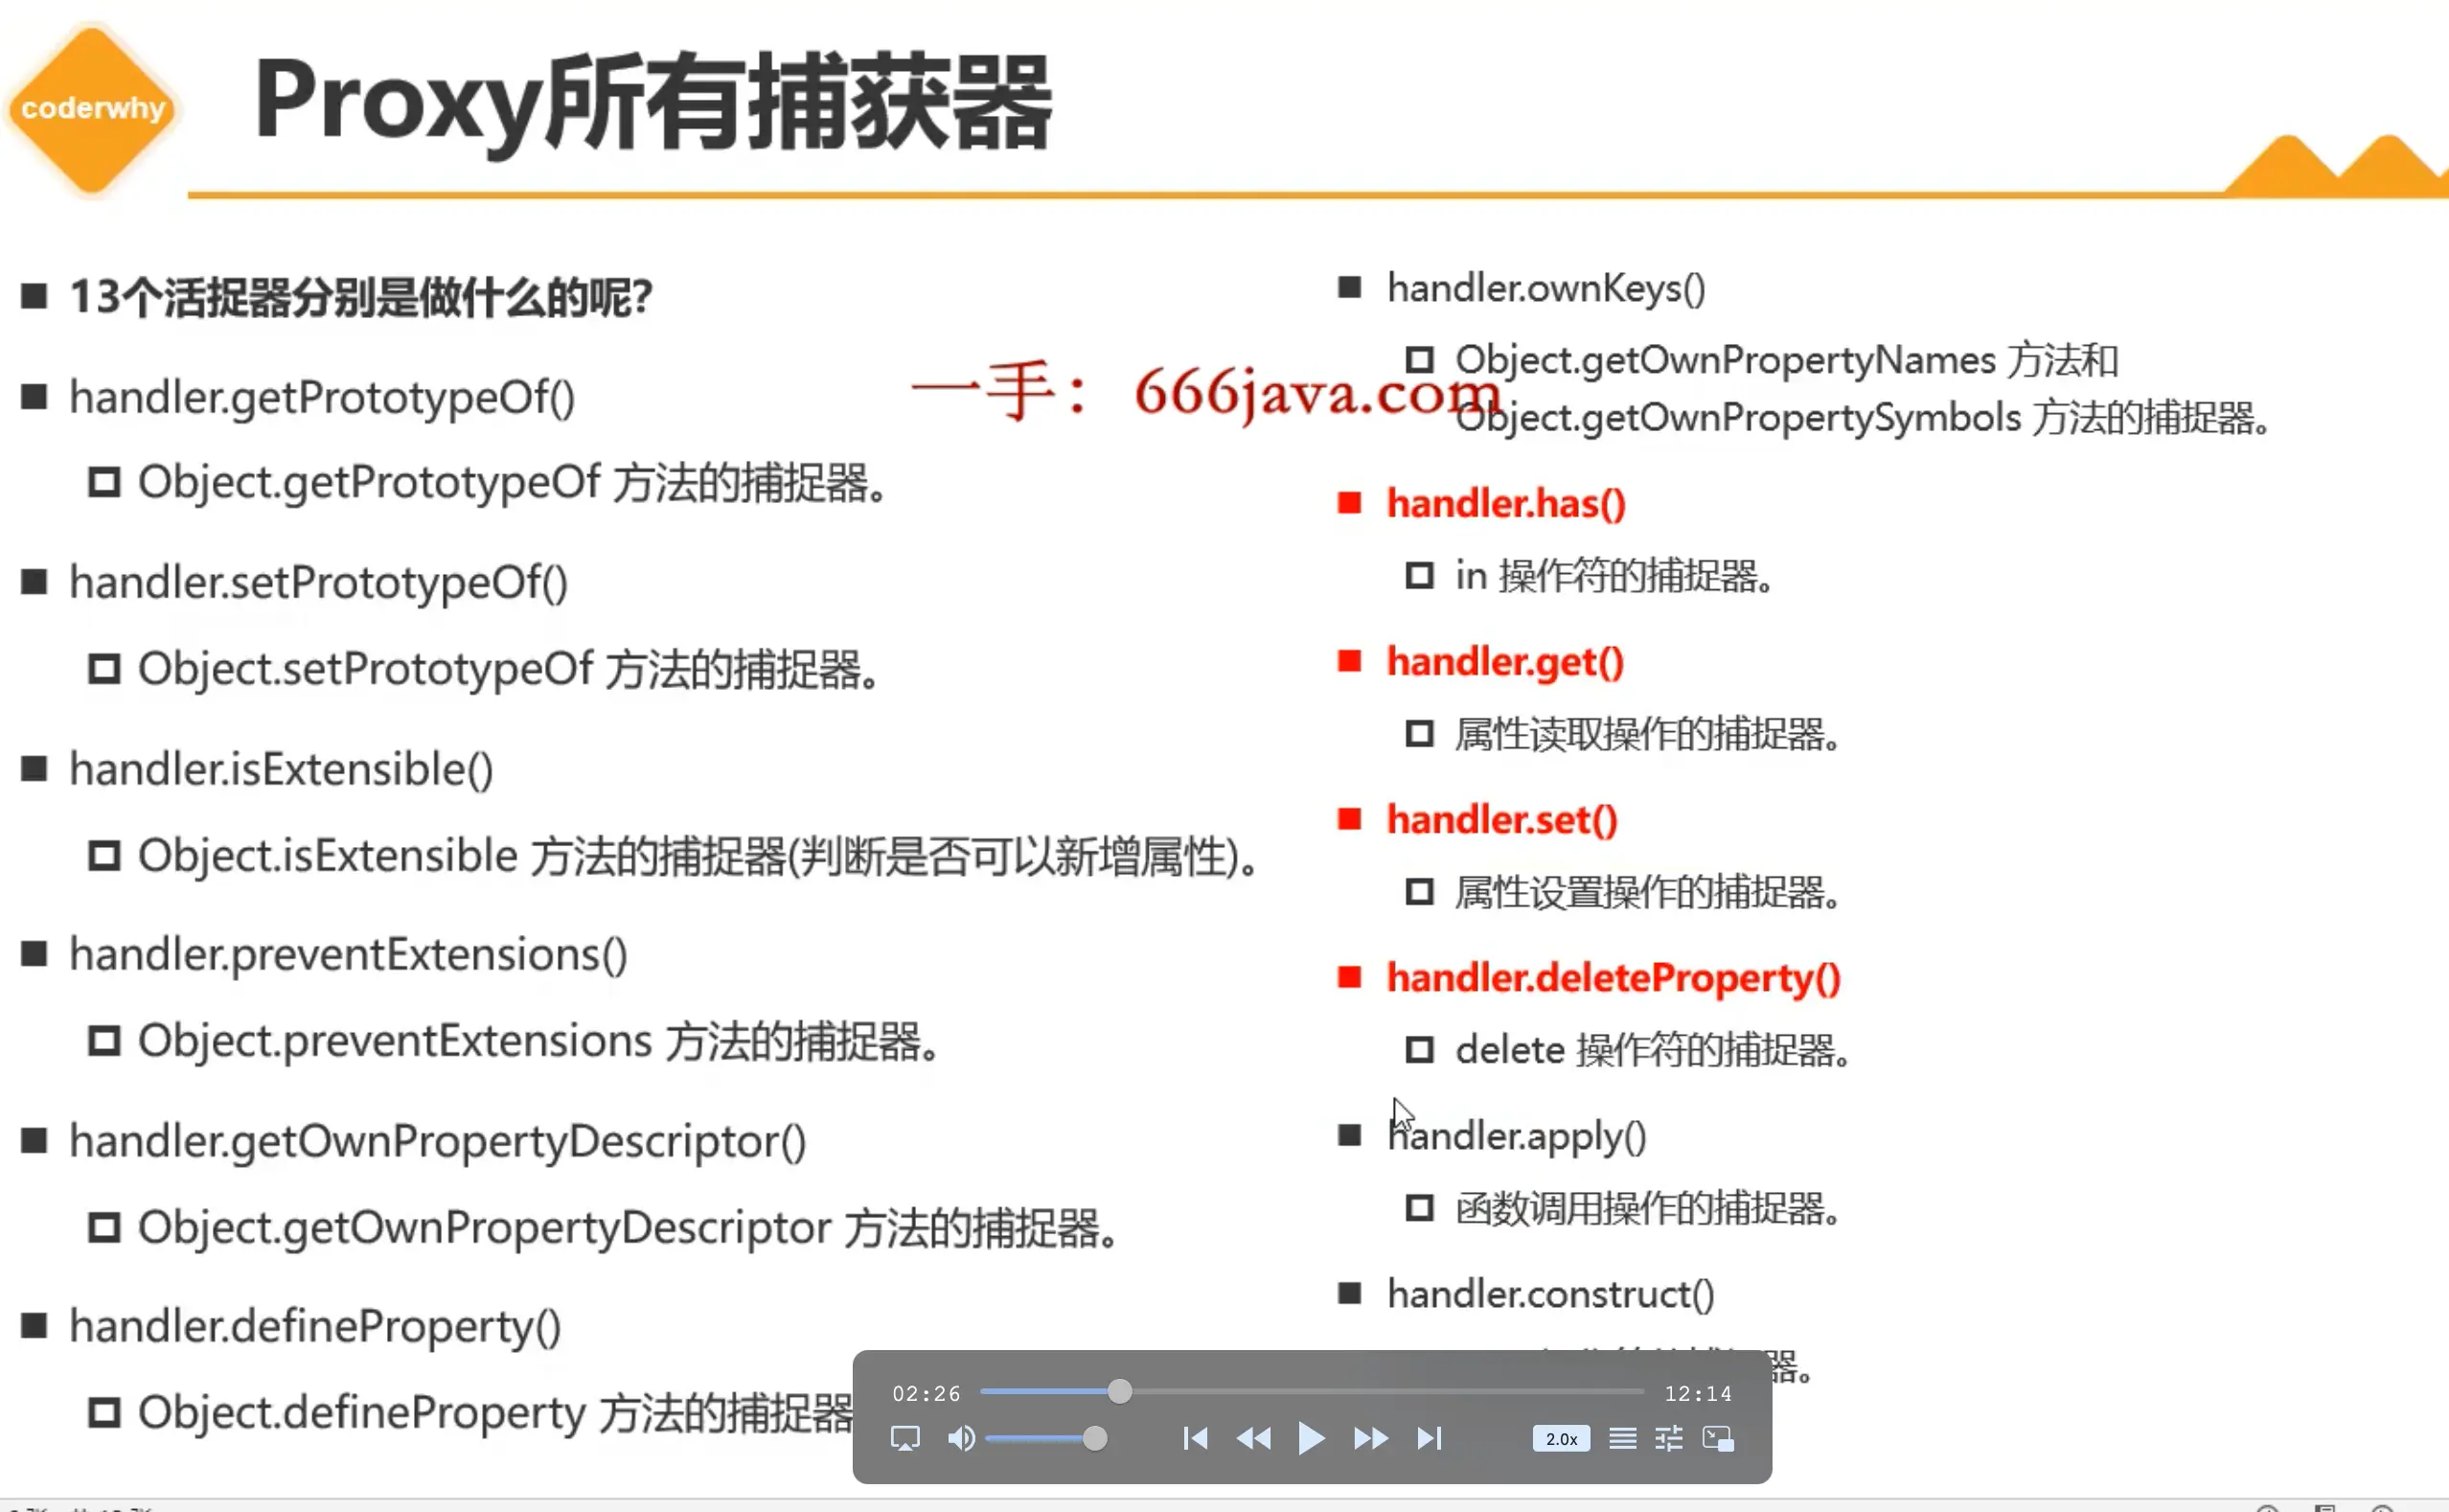 coderwhy
Proxy所有捕获器
13个活捉器分别是做什么的呢?
handler.getPrototypeOf()
Object.getPrototypeOf 方法的捕捉器。
handler.setPrototypeOf()
Object.setPrototypeOf 方法的捕捉器。
handler.isExtensible()
Object.isExtensible 方法的捕捉器(判断是否可以新增属性)。
handler.preventExtensions()
Object.preventExtensions 方法的捕捉器。
handler.getOwnPropertyDescriptor()
Object.getOwnPropertyDescriptor 方法的捕捉器。
handler.defineProperty()
Object.defineProperty 方法的捕捉器
一手： 666java.com
handler.ownKeys()
Object.getOwnPropertyNames 方法和
Object.getOwnPropertySymbols 方法的捕捉器。
handler.has()
in 操作符的捕捉器。
handler.get()
属性读取操作的捕捉器。
handler.set()
属性设置操作的捕捉器。
handler.deleteProperty()
delete 操作符的捕捉器。
handler.apply()
函数调用操作的捕捉器。
handler.construct()
器。
02:26
12:14
2.0x